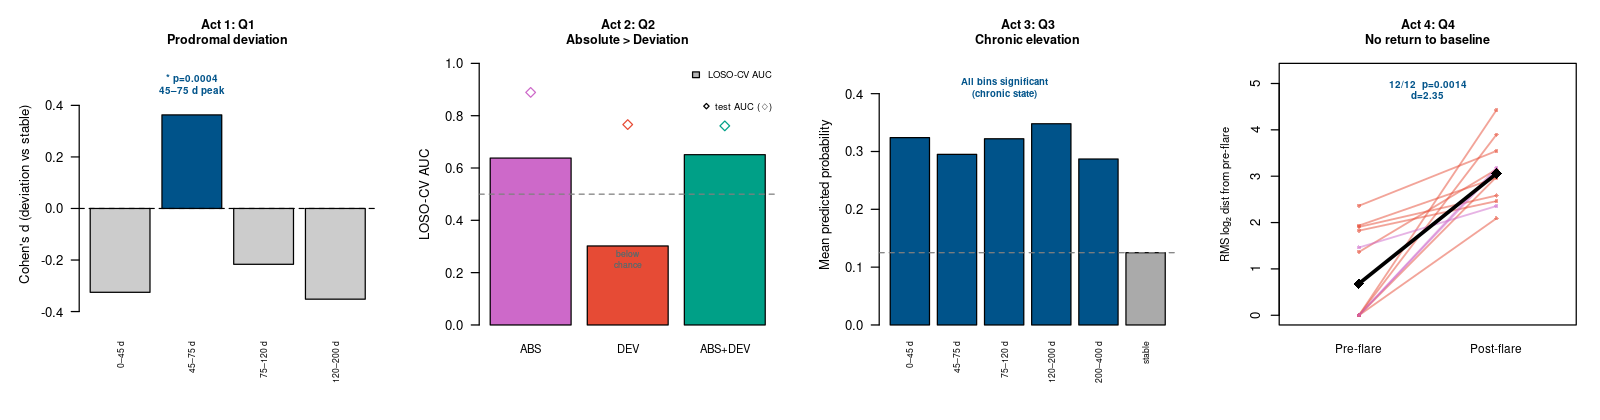 Act 1: Q1
Prodromal deviation
* p=0.0004
45–75 d peak
Cohen's d (deviation vs stable)
0.4
0.2
0.0
-0.2
-0.4
0–45 d
45–75 d
75–120 d
120–200 d
Act 2: Q2
Absolute > Deviation
LOSO-CV AUC
test AUC (◇)
LOSO-CV AUC
1.0
0.8
0.6
0.4
0.2
0.0
below
chance
ABS
DEV
ABS+DEV
Act 3: Q3
Chronic elevation
All bins significant
(chronic state)
Mean predicted probability
0.4
0.3
0.2
0.1
0.0
0–45 d
45–75 d
75–120 d
120–200 d
200–400 d
stable
Act 4: Q4
No return to baseline
12/12 p=0.0014
d=2.35
RMS log₂ dist from pre-flare
5
4
3
2
1
0
Pre-flare
Post-flare